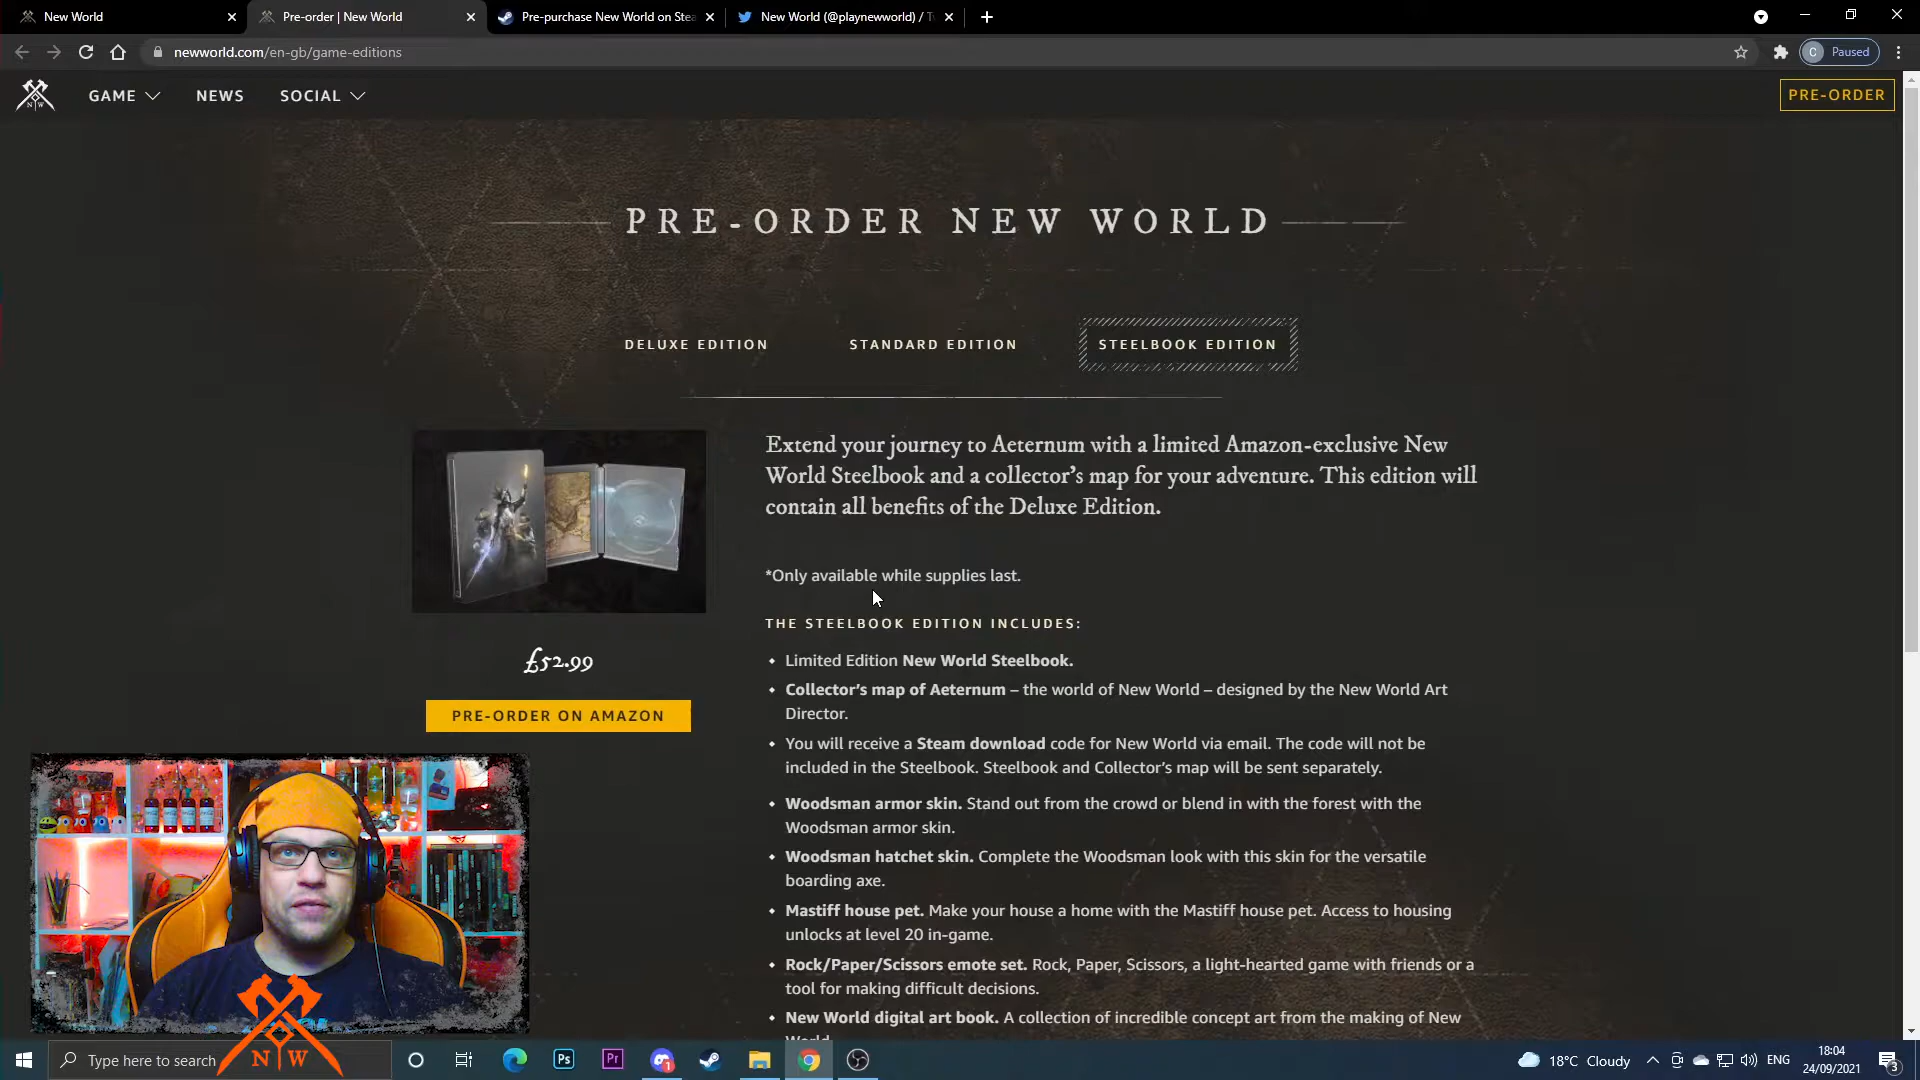 New World
Pre-order | New World
Pre-purchase New World on Stea
New World (@playnewworld) / T
newworld.com/en-gb/game-editions
C Paused
GAME
NEWS
SOCIAL
PRE-ORDER
NW
PRE-ORDER NEW WORLD
DELUXE EDITION
STANDARD EDITION
STEELBOOK EDITION
Extend your journey to Aeternum with a limited Amazon-exclusive New
World Steelbook and a collector's map for your adventure. This edition will
contain all benefits of the Deluxe Edition.
*Only available while supplies last.
THE STEELBOOK EDITION INCLUDES:
£52.99
PRE-ORDER ON AMAZON
• Limited Edition New World Steelbook.
• Collector's map of Aeternum – the world of New World – designed by the New World Art
Director.
• You will receive a Steam download code for New World via email. The code will not be
included in the Steelbook. Steelbook and Collector's map will be sent separately.
• Woodsman armor skin. Stand out from the crowd or blend in with the forest with the
Woodsman armor skin.
• Woodsman hatchet skin. Complete the Woodsman look with this skin for the versatile
boarding axe.
• Mastiff house pet. Make your house a home with the Mastiff house pet. Access to housing
unlocks at level 20 in-game.
• Rock/Paper/Scissors emote set. Rock, Paper, Scissors, a light-hearted game with friends or a
tool for making difficult decisions.
• New World digital art book. A collection of incredible concept art from the making of New
World.
NW
Type here to search
Ps
Pr
1
18°C Cloudy
ENG
18:04
24/09/2021
3